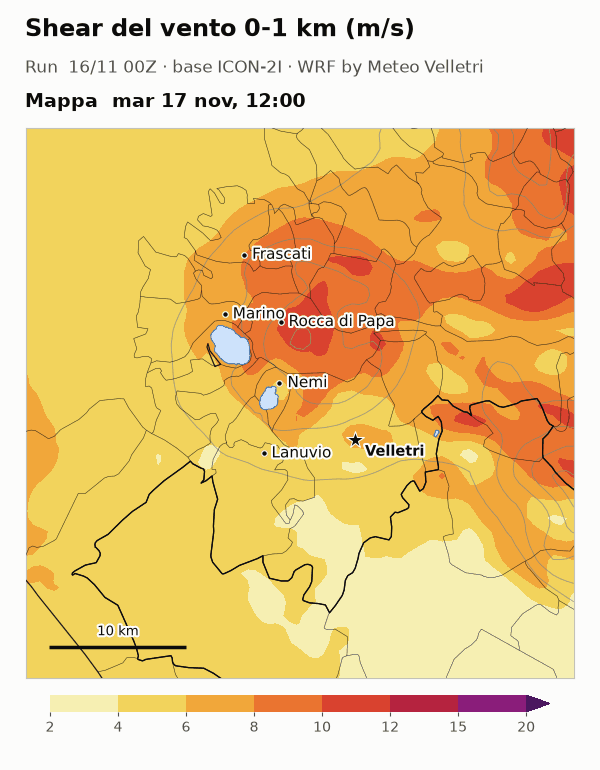 Shear del vento 0-1 km (m/s)
Run 16/11 00Z · base ICON-2I · WRF by Meteo Velletri
Mappa mar 17 nov, 12:00
Frascati
Marino
Rocca di Papa
Nemi
Velletri
Lanuvio
10 km
2 4 6 8 10 12 15 20